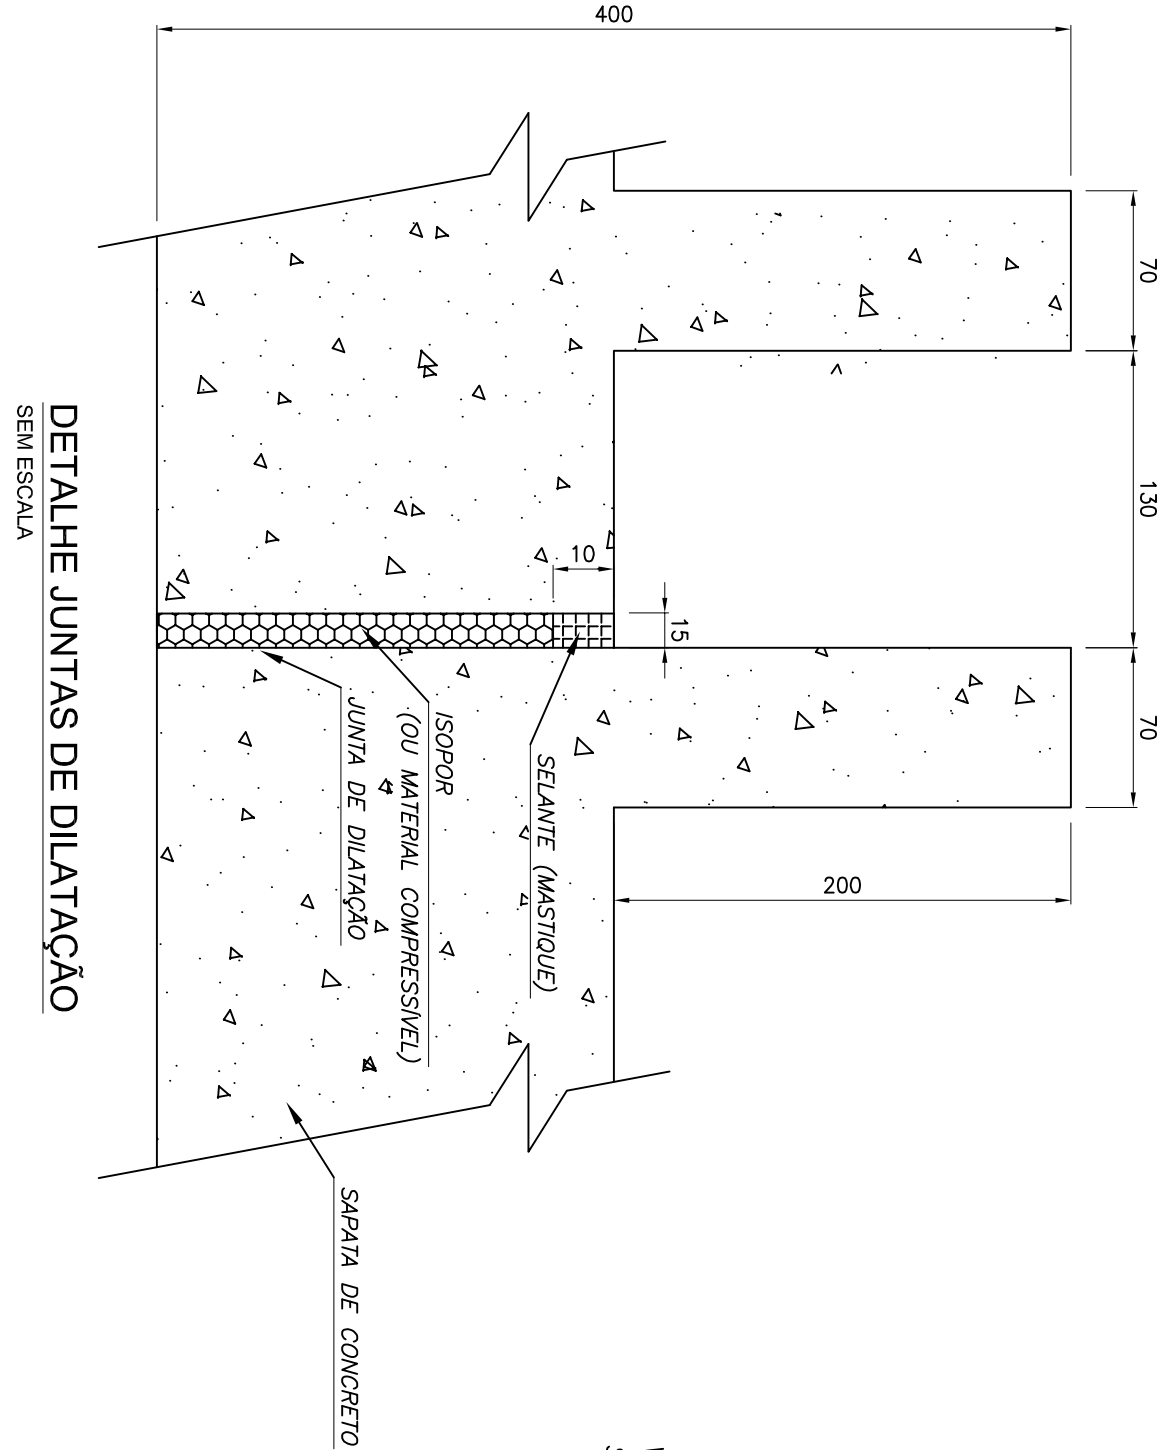 400
70
130
70
10
15
200
SELANTE (MASTIQUE)
ISOPOR
(OU MATERIAL COMPRESSÍVEL)
JUNTA DE DILATAÇÃO
SAPATA DE CONCRETO
DETALHE JUNTAS DE DILATAÇÃO
SEM ESCALA